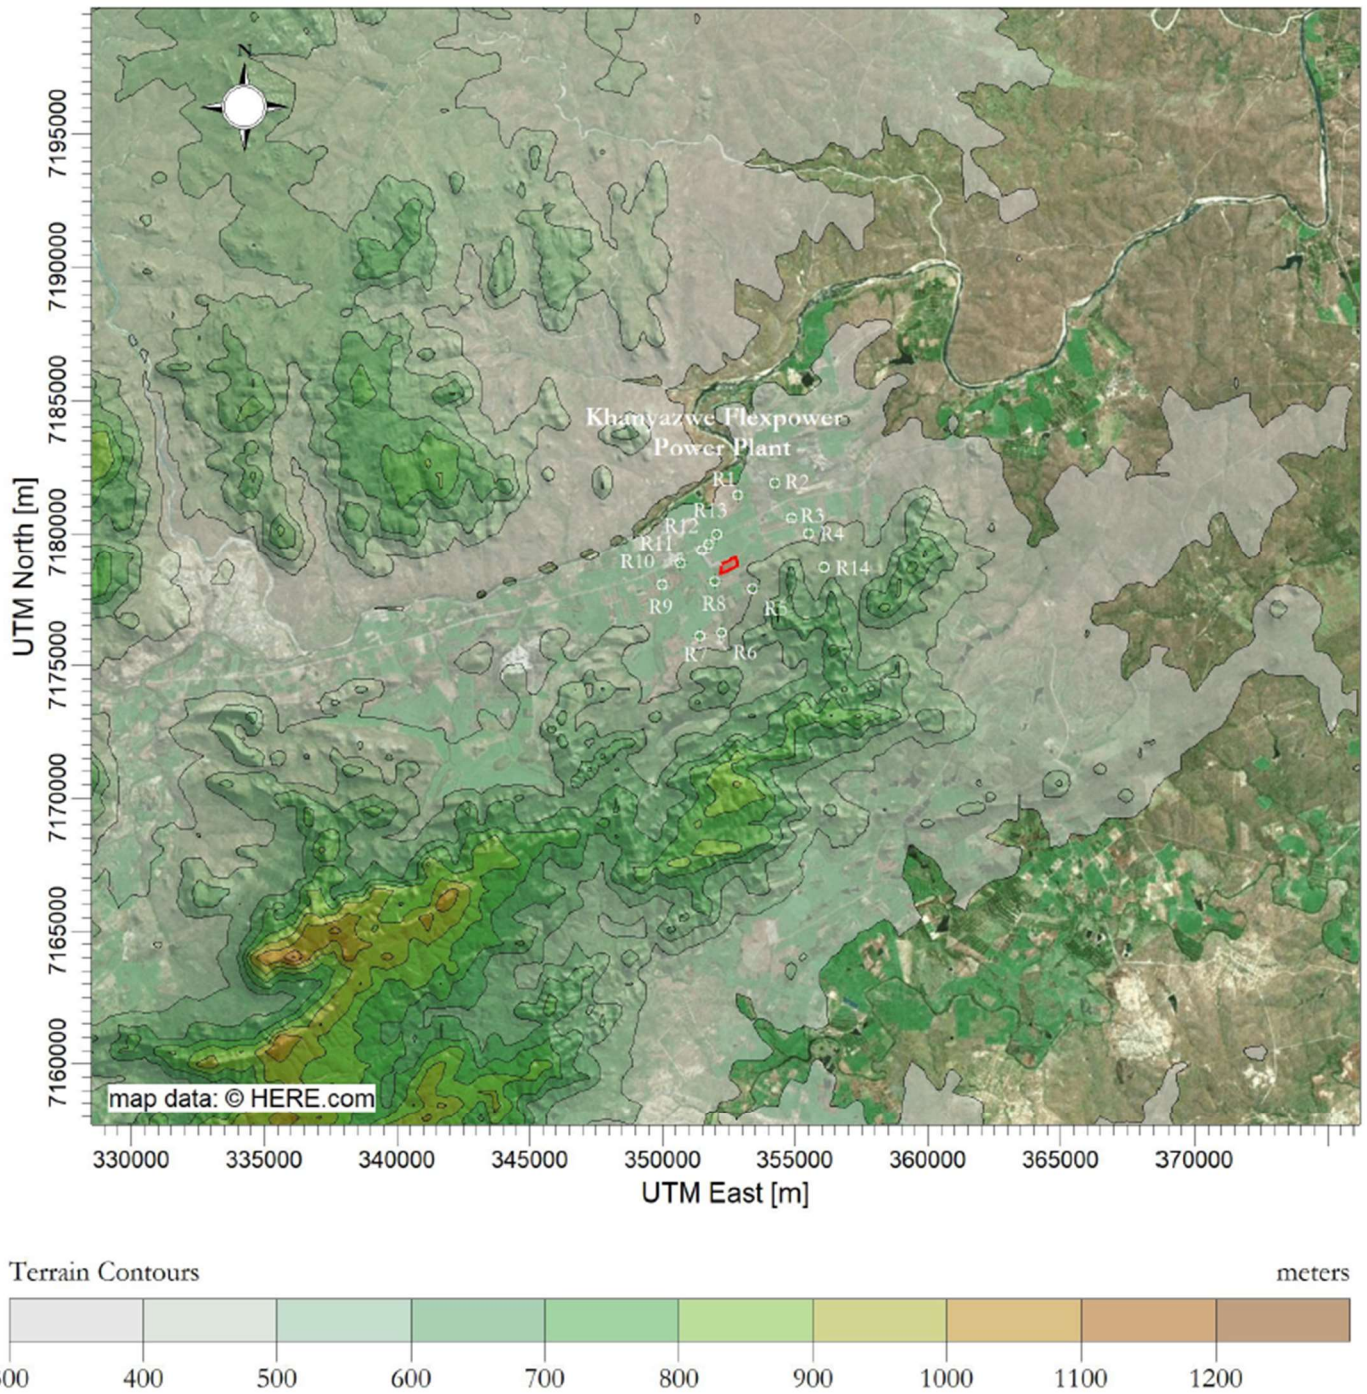 N
7195000
7190000
7185000
7180000
7175000
7170000
7165000
7160000
UTM North [m]
Khanyazwe Flexpower
Power Plant
R1
R2
R13
R3
R12
R4
R11
R10
R14
R9
R8
R5
R7
R6
map data: © HERE.com
330000 335000 340000 345000 350000 355000 360000 365000 370000
UTM East [m]
Terrain Contours meters
00 400 500 600 700 800 900 1000 1100 1200